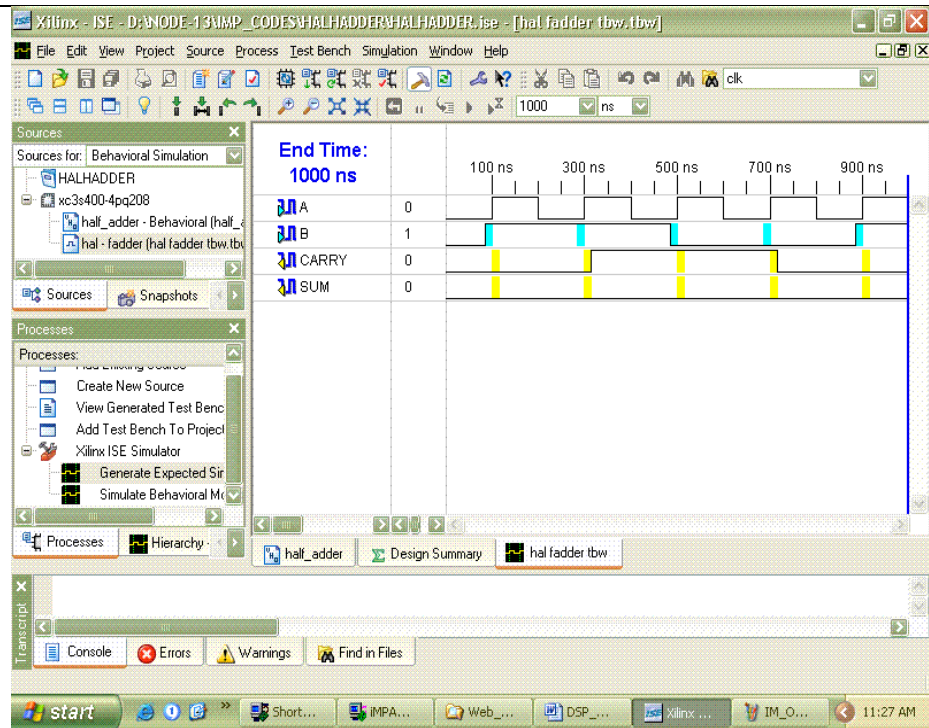 Xilinx - ISE - D:\NODE-13\IMP_CODES\HALHADDER\HALHADDER.ise - [hal fadder tbw.tbw]
File Edit View Project Source Process Test Bench Simulation Window Help
clk
1000 ns
Sources
Sources for: Behavioral Simulation
HALHADDER
xc3s400-4pq208
half_adder - Behavioral (half_a
hal - fadder (hal fadder tbw.tbw
Sources Snapshots
Processes
Processes:
Add Existing Source
Create New Source
View Generated Test Benc
Add Test Bench To Project
Xilinx ISE Simulator
Generate Expected Sir
Simulate Behavioral Mo
Processes Hierarchy -
End Time:
1000 ns
100 ns 300 ns 500 ns 700 ns 900 ns
A 0
B 1
CARRY 0
SUM 0
half_adder Design Summary hal fadder tbw
Transcript
Console Errors Warnings Find in Files
start Short... iMPA... Web_... DSP_... Xilinx ... IM_O... 11:27 AM